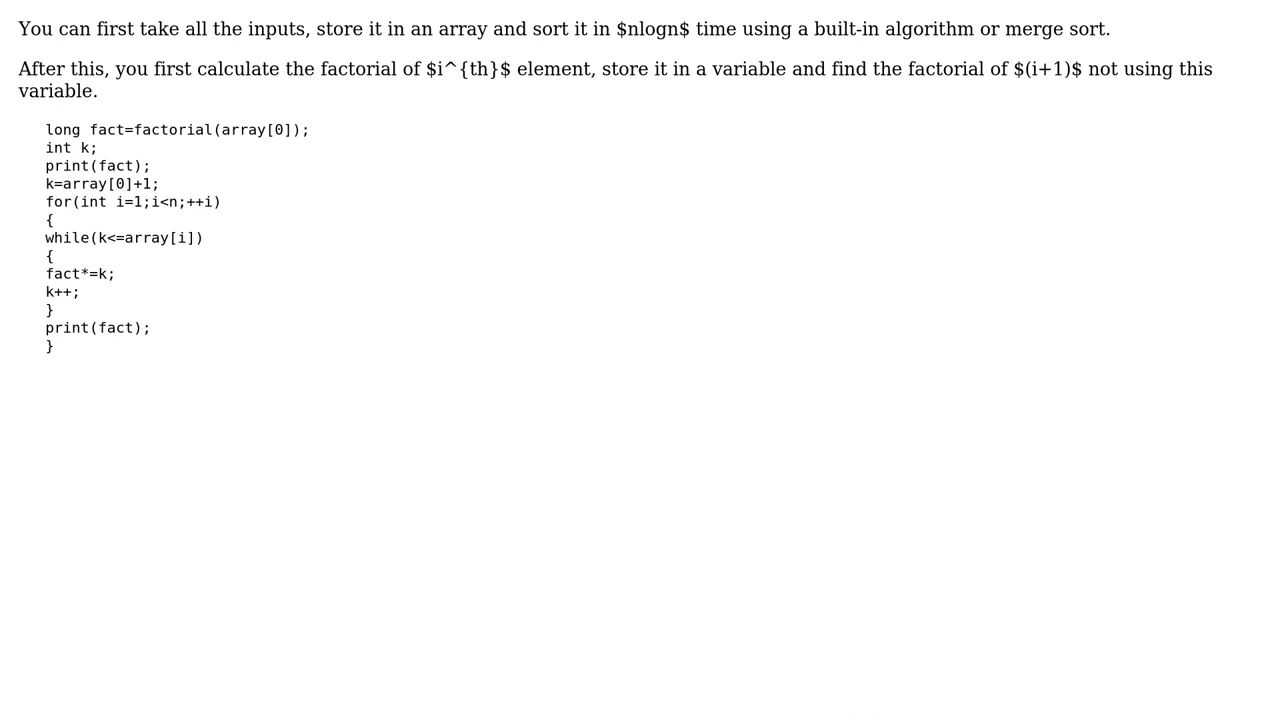 You can first take all the inputs, store it in an array and sort it in $nlogn$ time using a built-in algorithm or merge sort.
After this, you first calculate the factorial of $i^{th}$ element, store it in a variable and find the factorial of $(i+1)$ not using this
variable.
long fact=factorial(array[0]);
int k;
print(fact);
k=array[0]+1;
for(int i=1;i<n;++i)
{
while(k<=array[i])
{
fact*=k;
k++;
}
print(fact);
}